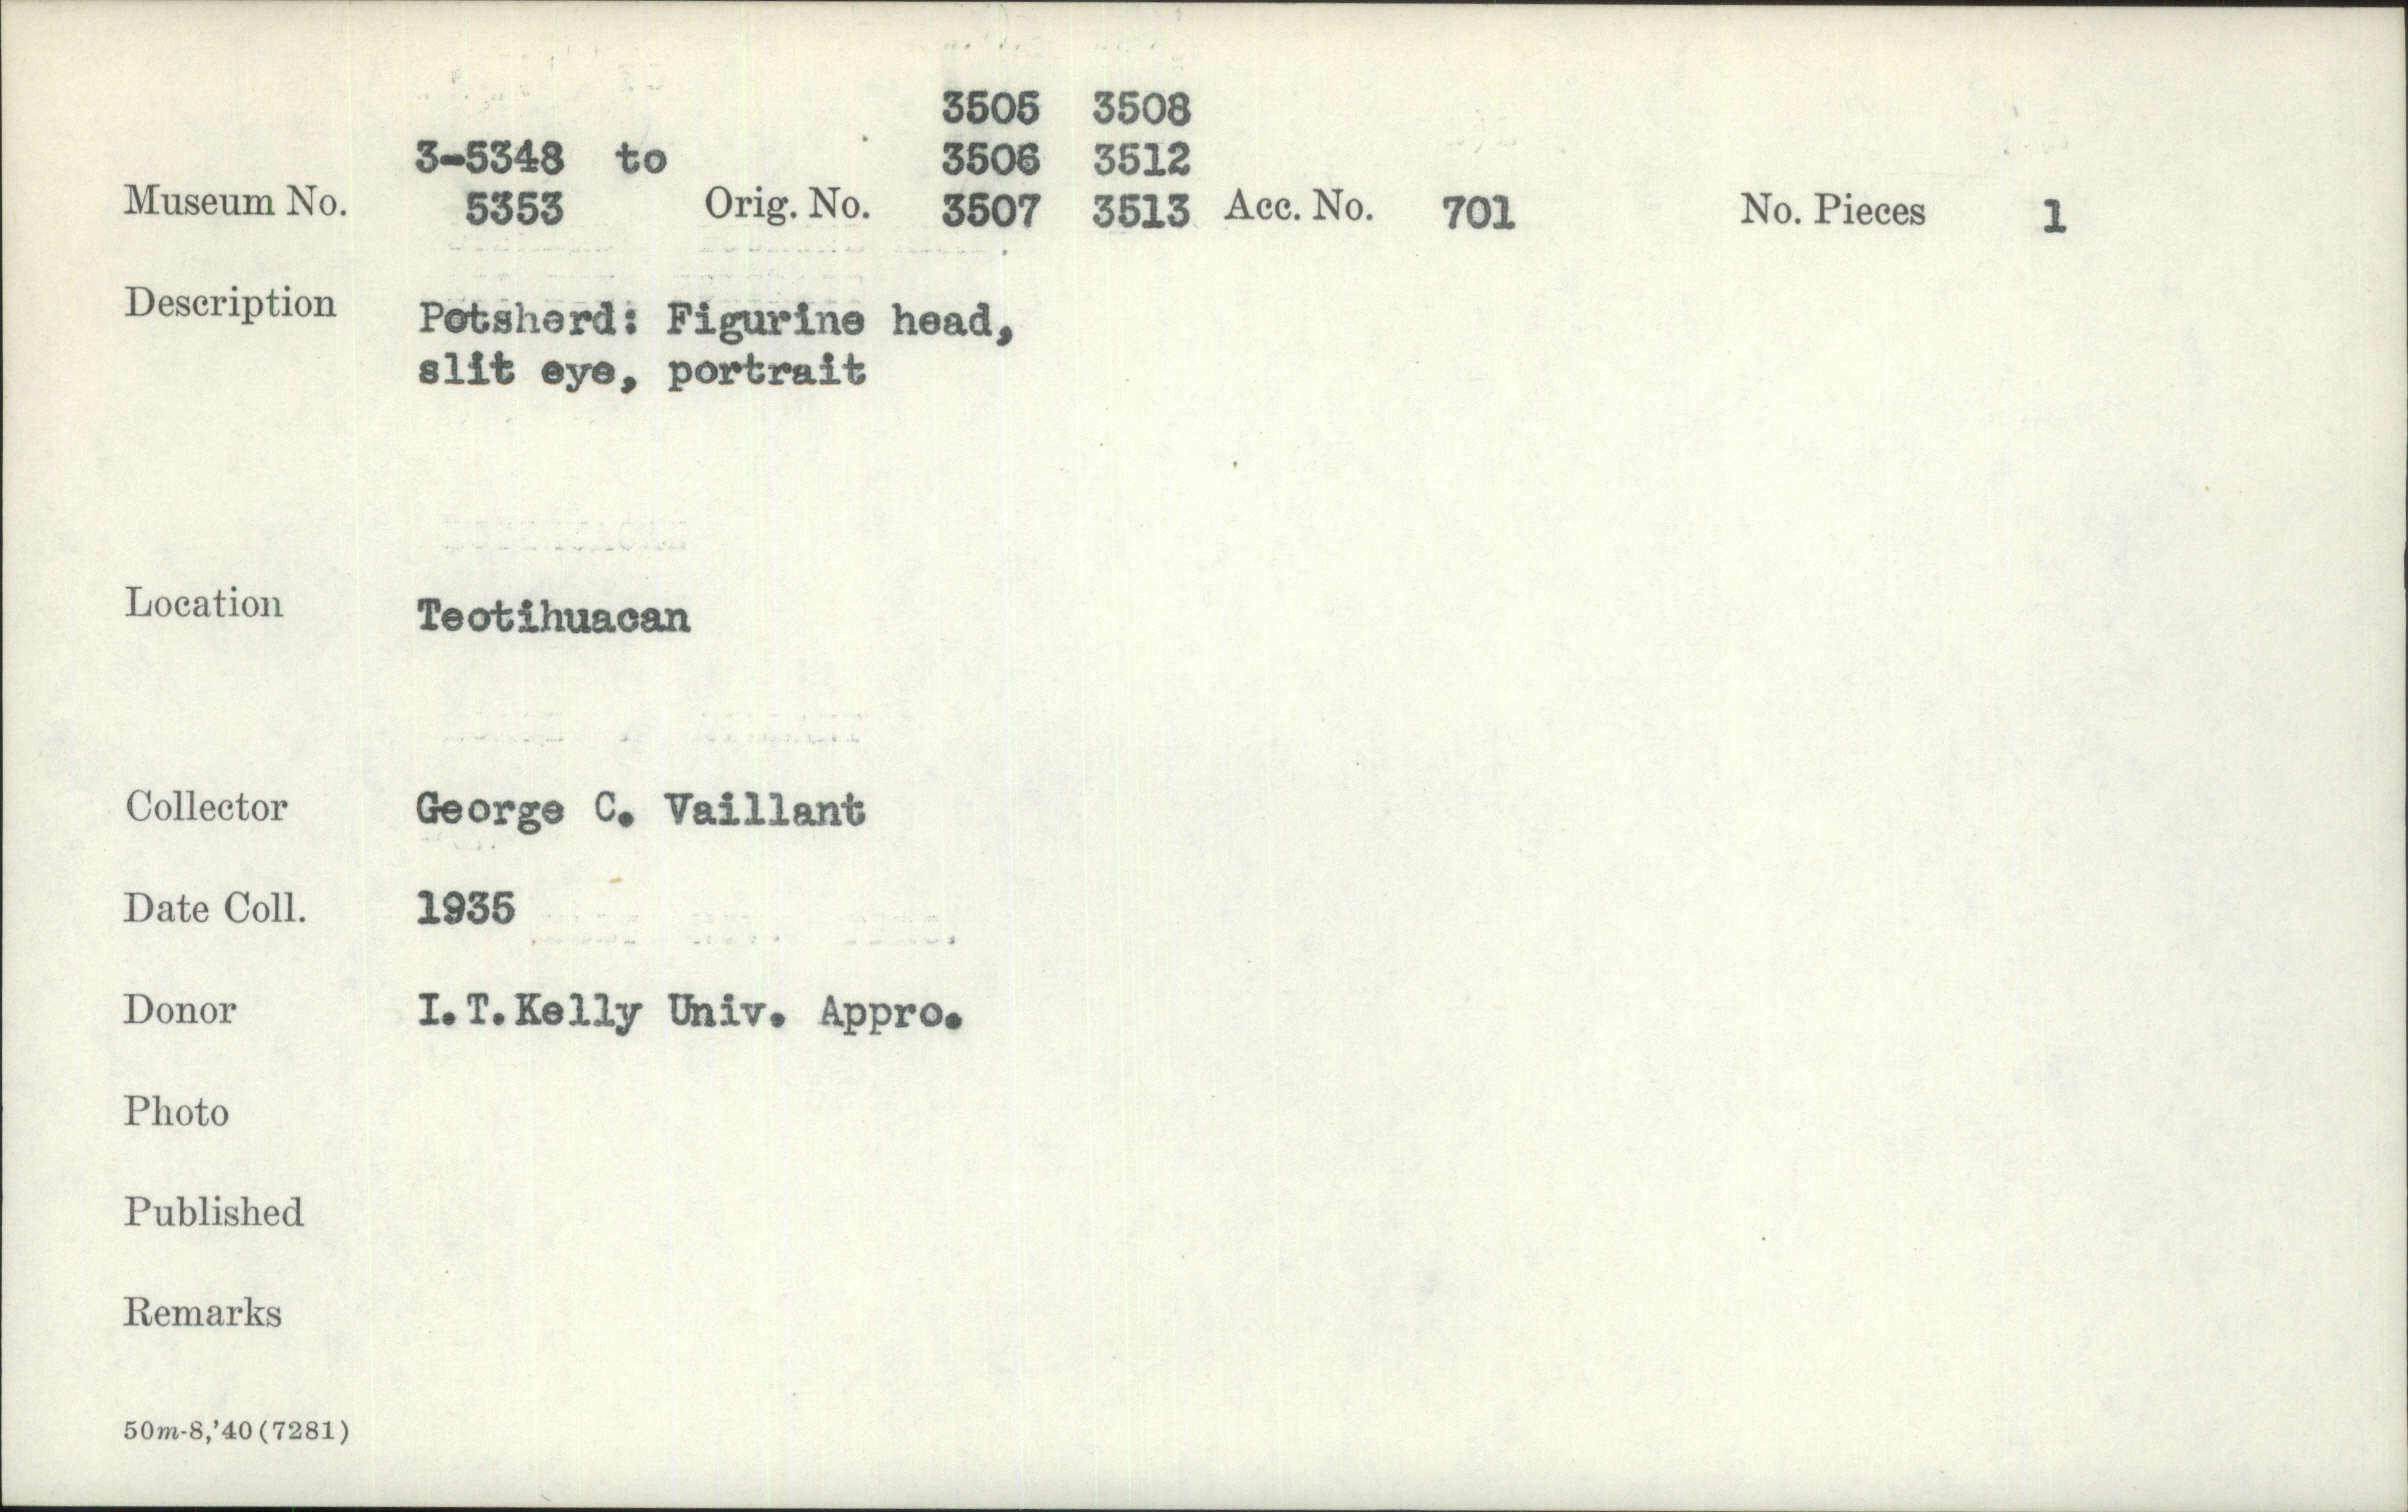 3505 3508
3-5348 to 3506 3512
Museum No. 5353 Orig. No. 3507 3513 Acc. No. 701 No. Pieces 1
Description Potsherd: Figurine head,
slit eye, portrait
Location Teotihuacan
Collector George C. Vaillant
Date Coll. 1935
Donor I.T.Kelly Univ. Appro.
Photo
Published
Remarks
50m-8,'40(7281)